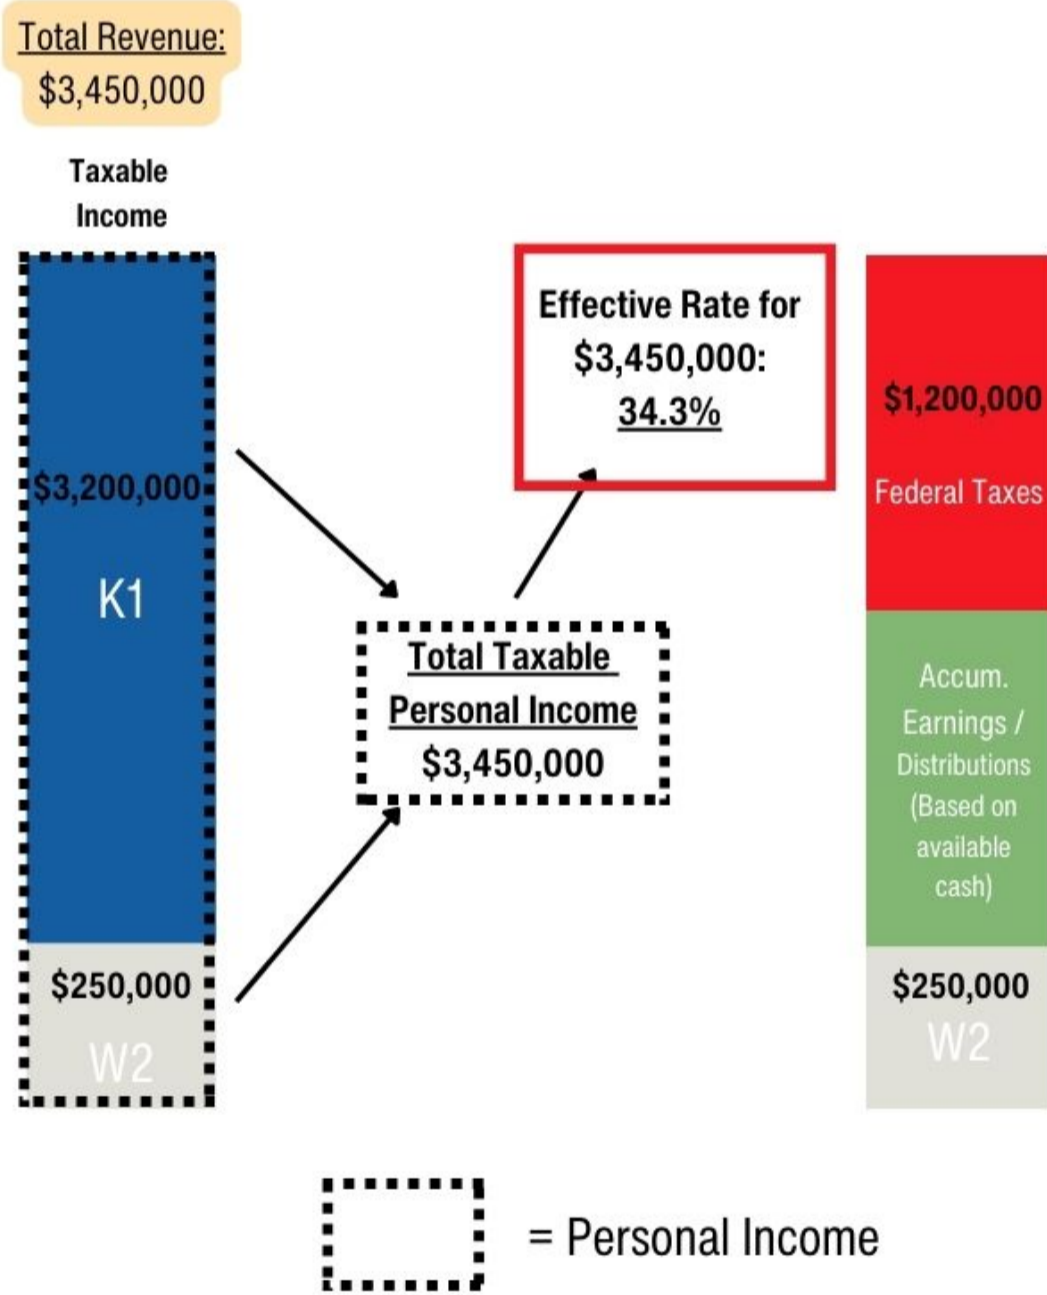 Total Revenue:
$3,450,000
Taxable
Income
$3,200,000
K1
$250,000
W2
Effective Rate for
$3,450,000:
34.3%
Total Taxable
Personal Income
$3,450,000
$1,200,000
Federal Taxes
Accum.
Earnings /
Distributions
(Based on
available
cash)
$250,000
W2
= Personal Income